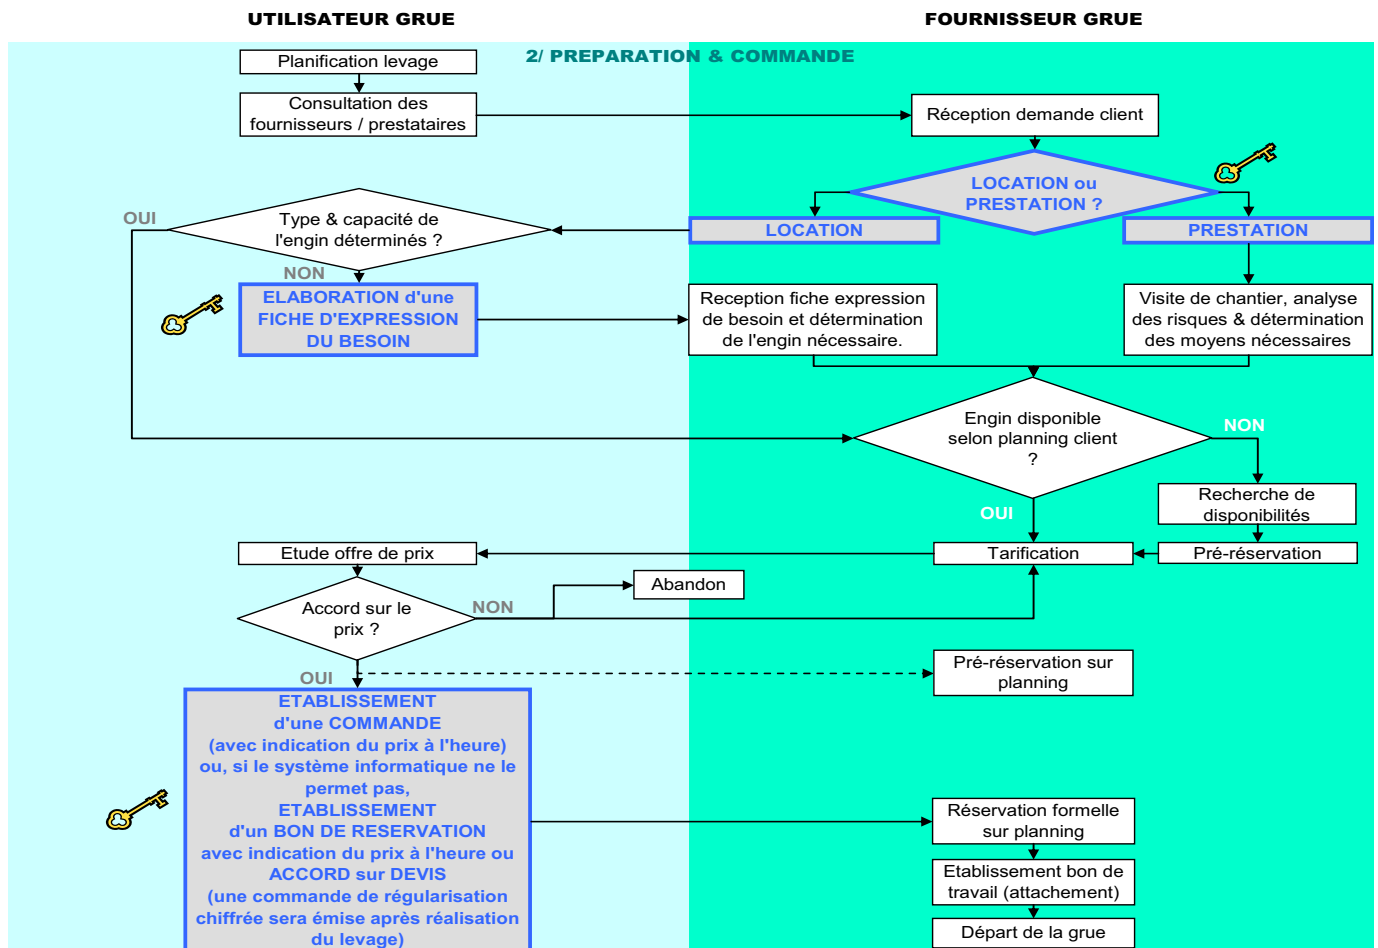 UTILISATEUR GRUE
FOURNISSEUR GRUE
2/ PREPARATION & COMMANDE
Planification levage
Consultation des
fournisseurs / prestataires
Réception demande client
LOCATION ou
PRESTATION ?
OUI
Type & capacité de
l'engin déterminés ?
LOCATION
PRESTATION
NON
ELABORATION d'une
FICHE D'EXPRESSION
DU BESOIN
Reception fiche expression
de besoin et détermination
de l'engin nécessaire.
Visite de chantier, analyse
des risques & détermination
des moyens nécessaires
Engin disponible
selon planning client
?
NON
Recherche de
disponibilités
OUI
Etude offre de prix
Tarification
Pré-réservation
Abandon
Accord sur le
prix ?
NON
Pré-réservation sur
planning
OUI
ETABLISSEMENT
d'une COMMANDE
(avec indication du prix à l'heure)
ou, si le système informatique ne le
permet pas,
ETABLISSEMENT
d'un BON DE RESERVATION
avec indication du prix à l'heure ou
ACCORD sur DEVIS
(une commande de régularisation
chiffrée sera émise après réalisation
du levage)
Réservation formelle
sur planning
Etablissement bon de
travail (attachement)
Départ de la grue